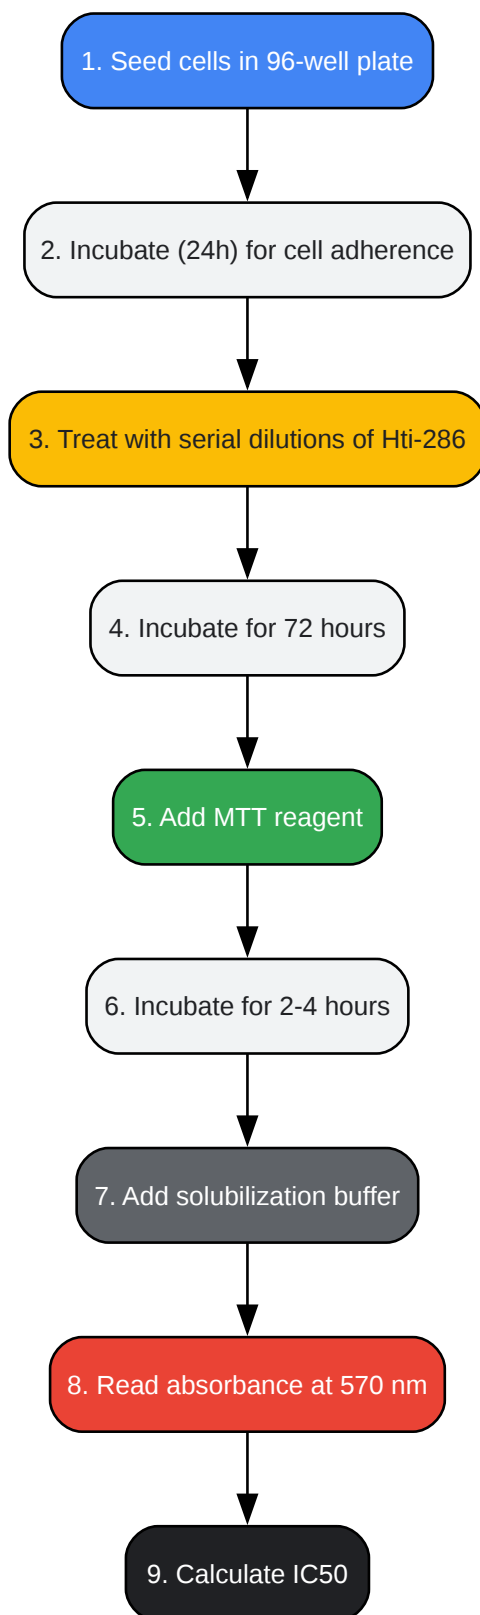 1. Seed cells in 96-well plate
2. Incubate (24h) for cell adherence
3. Treat with serial dilutions of Hti-286
4. Incubate for 72 hours
5. Add MTT reagent
6. Incubate for 2-4 hours
7. Add solubilization buffer
8. Read absorbance at 570 nm
9. Calculate IC50